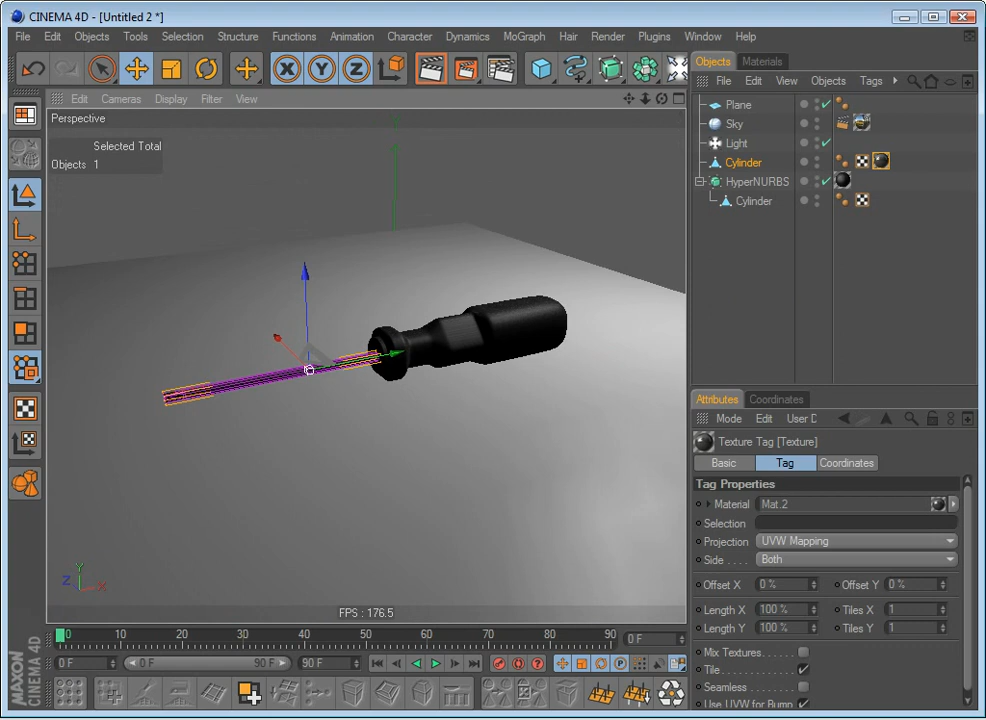 CINEMA 4D - [Untitled 2 *]
File Edit Objects Tools Selection Structure Functions Animation Character Dynamics MoGraph Hair Render Plugins Window Help
X Y Z
Objects Materials
File Edit View Objects Tags
Edit Cameras Display Filter View
Perspective
Selected Total
Objects 1
Plane
Sky
Light
Cylinder
HyperNURBS
Cylinder
Attributes Coordinates
Mode Edit User D
Texture Tag [Texture]
Basic Tag Coordinates
Tag Properties
Material Mat.2
Selection
Projection UVW Mapping
Side . . . . Both
Offset X 0 % Offset Y 0 %
Length X 100 % Tiles X 1
Length Y 100 % Tiles Y 1
Mix Textures
Tile
Seamless
Use UVW for Bump
Y
Z X
FPS : 176.5
0 10 20 30 40 50 60 70 80 90 0 F
0 F 0 F 90 F 90 F
P
MAXON
CINEMA 4D